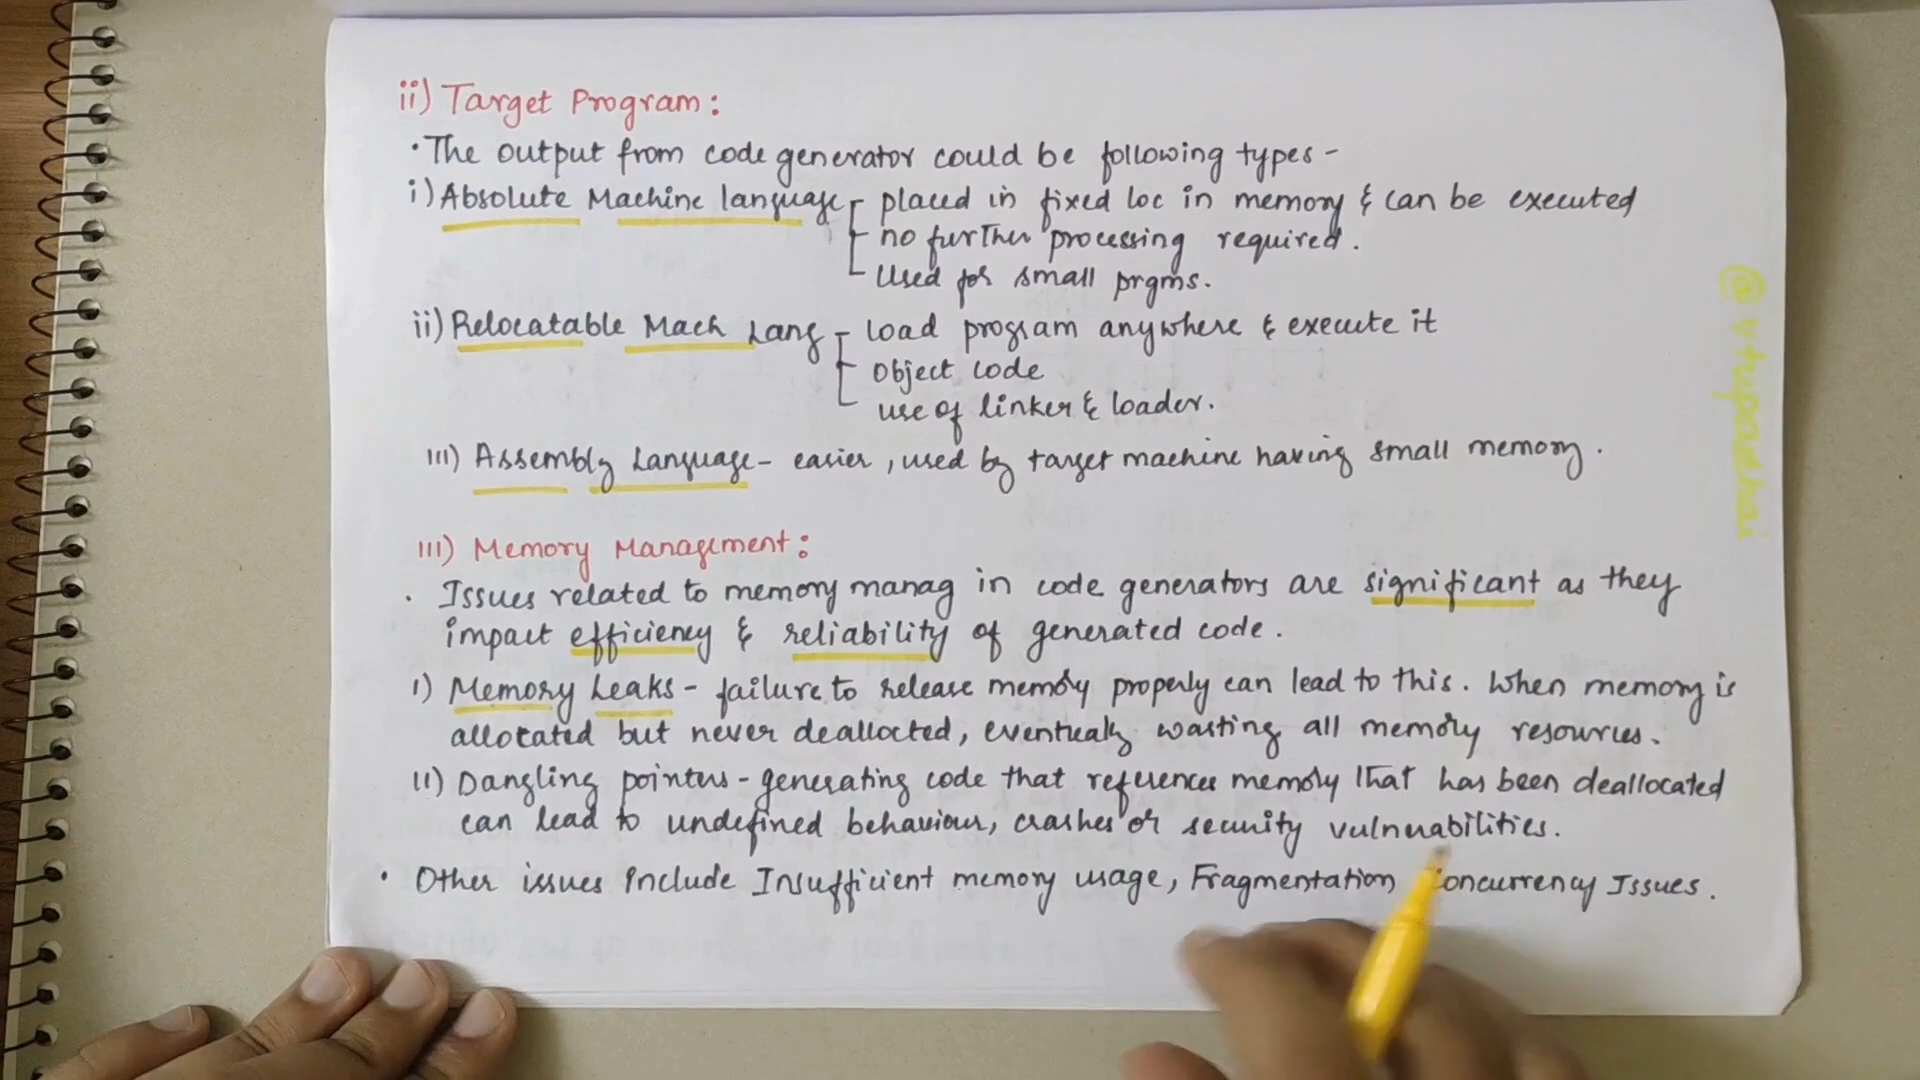 ii) Target Program:
• The output from code generator could be following types -
i) Absolute Machine language - placed in fixed loc in memory & can be executed
- no further processing required.
- Used for small prgms.
ii) Relocatable Mach Lang - load program anywhere & execute it
- Object code
- use of linker & loader.
III) Assembly Language - easier, used by target machine having small memory.
III) Memory Management:
• Issues related to memory manag in code generators are significant as they
impact efficiency & reliability of generated code.
I) Memory Leaks - failure to release memory properly can lead to this. When memory is
allotated but never deallocted, eventually wasting all memory resources.
II) Dangling pointers - generating code that references memory that has been deallocated
can lead to undefined behaviour, crashes or security vulnerabilities.
• Other issues include Insufficient memory usage, Fragmentation Concurrency Issues.
@vtupadhai